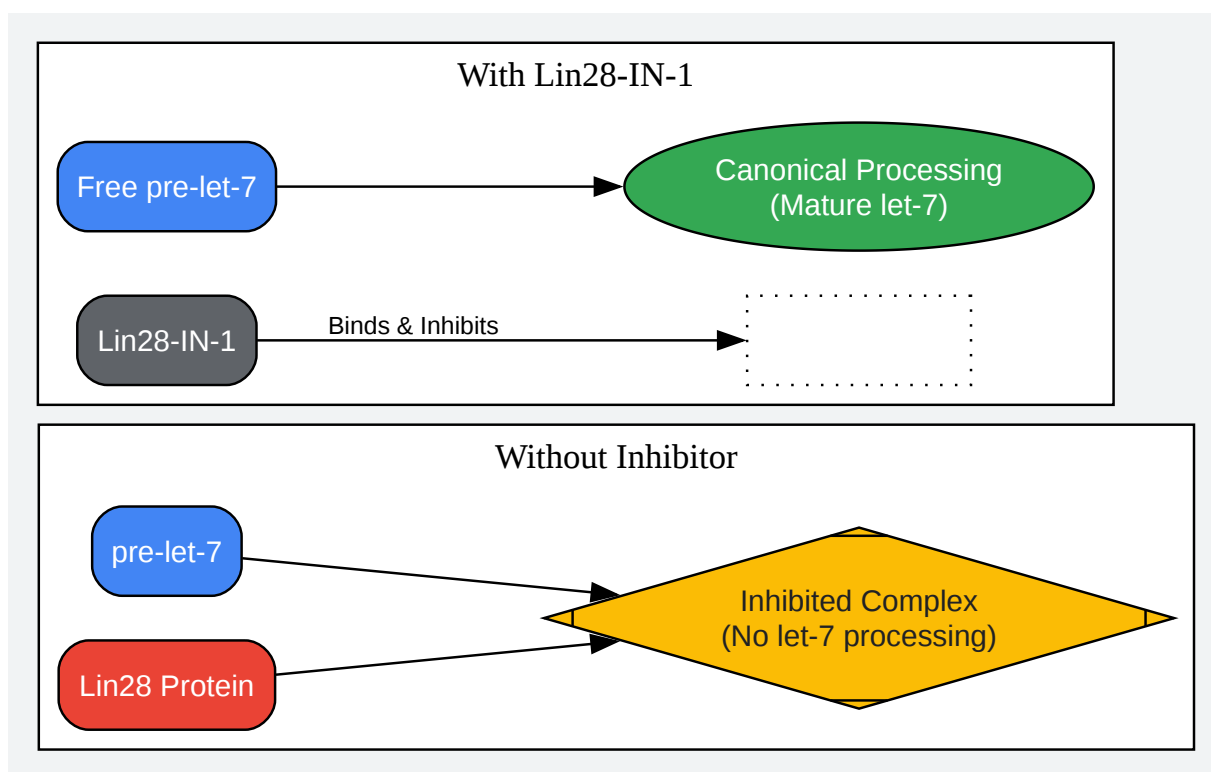 With Lin28-IN-1
Free pre-let-7
Canonical Processing
(Mature let-7)
Lin28-IN-1
Binds & Inhibits
Without Inhibitor
pre-let-7
Lin28 Protein
Inhibited Complex
(No let-7 processing)